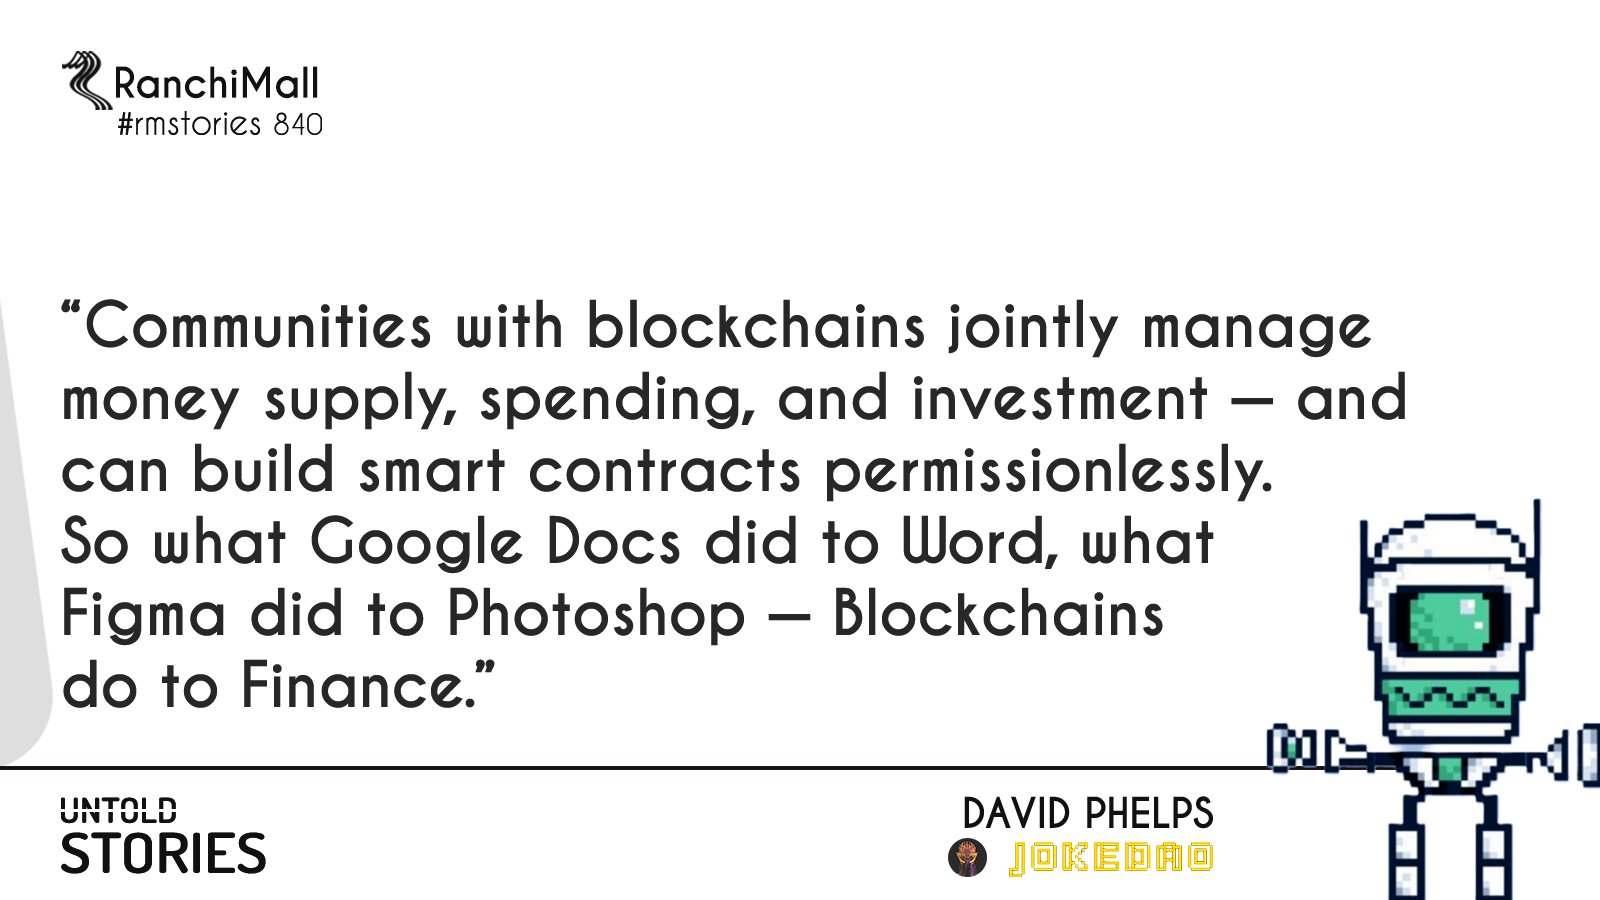 RanchiMall
#rmstories 840
“Communities with blockchains jointly manage
money supply, spending, and investment — and
can build smart contracts permissionlessly.
So what Google Docs did to Word, what
Figma did to Photoshop — Blockchains
do to Finance.”
UNTOLD
STORIES
DAVID PHELPS
JOKEDAO